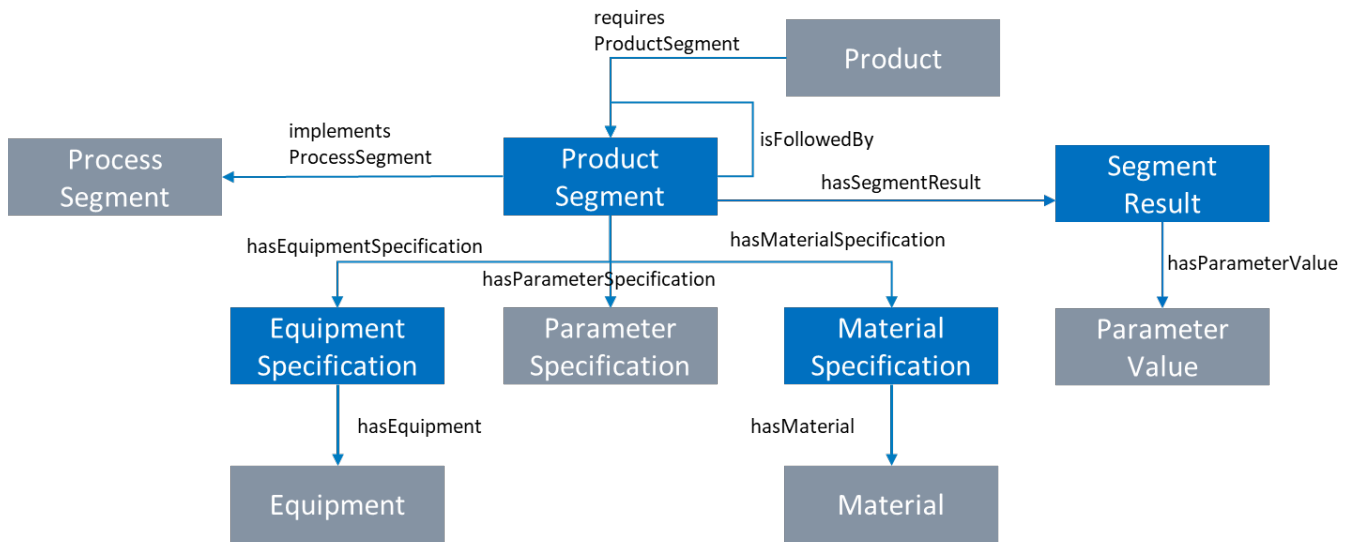 requires
ProductSegment
Product
implements
ProcessSegment
isFollowedBy
Process
Segment
Product
Segment
hasSegmentResult
Segment
Result
hasEquipmentSpecification
hasMaterialSpecification
hasParameterSpecification
hasParameterValue
Equipment
Specification
Parameter
Specification
Material
Specification
Parameter
Value
hasEquipment
hasMaterial
Equipment
Material